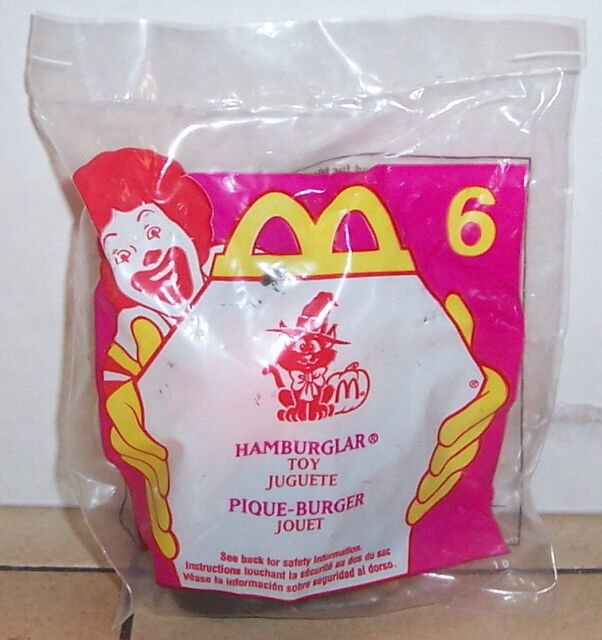 6
HAMBURGLAR®
TOY
JUGUETE
PIQUE-BURGER
JOUET
See back for safety information.
Instructions touchant la sécurité au dos du sac
Véase la información sobre seguridad al dorso.